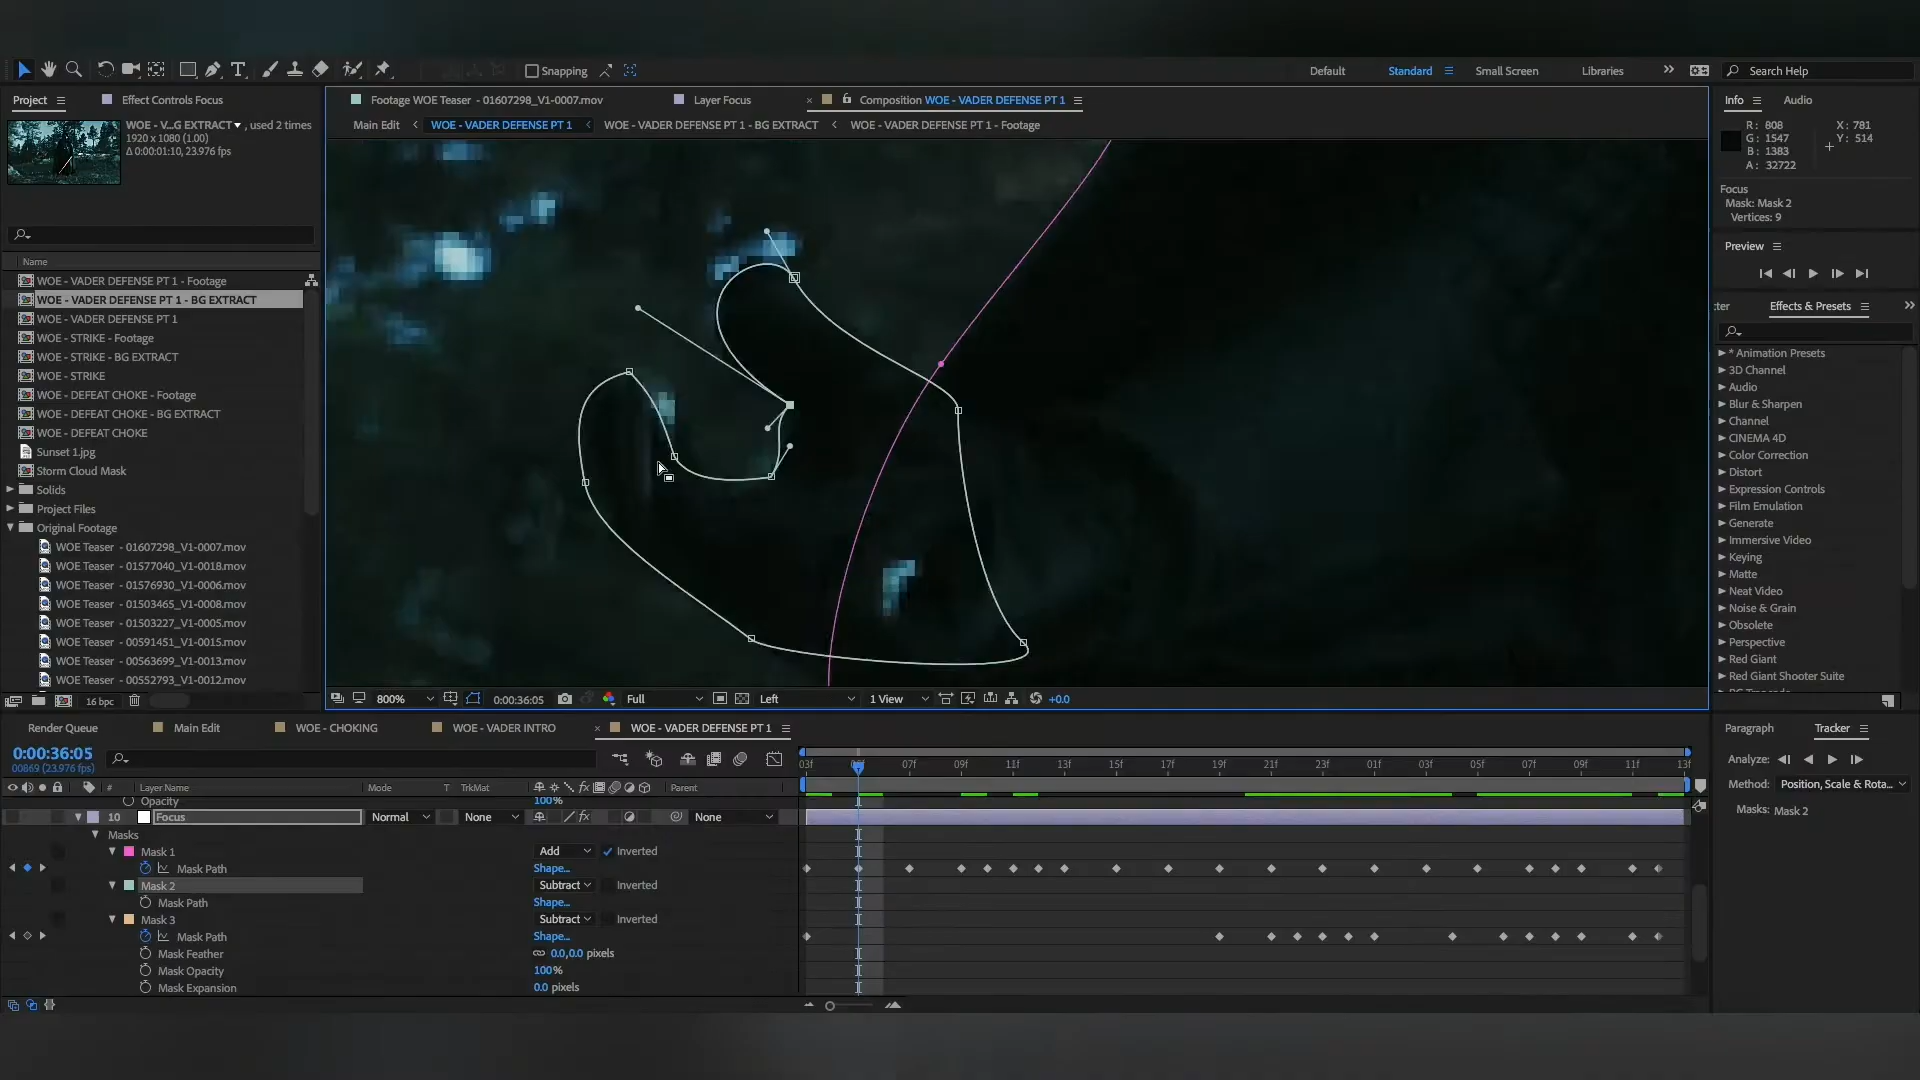 Snapping
Default
Standard
Small Screen
Libraries
Search Help
Project
Effect Controls Focus
WOE - V...G EXTRACT , used 2 times
1920 x 1080 (1.00)
Δ 0:00:01:10, 23.976 fps
Name
WOE - VADER DEFENSE PT 1 - Footage
WOE - VADER DEFENSE PT 1 - BG EXTRACT
WOE - VADER DEFENSE PT 1
WOE - STRIKE - Footage
WOE - STRIKE - BG EXTRACT
WOE - STRIKE
WOE - DEFEAT CHOKE - Footage
WOE - DEFEAT CHOKE - BG EXTRACT
WOE - DEFEAT CHOKE
Sunset 1.jpg
Storm Cloud Mask
Solids
Project Files
Original Footage
WOE Teaser - 01607298_V1-0007.mov
WOE Teaser - 01577040_V1-0018.mov
WOE Teaser - 01576930_V1-0006.mov
WOE Teaser - 01503465_V1-0008.mov
WOE Teaser - 01503227_V1-0005.mov
WOE Teaser - 00591451_V1-0015.mov
WOE Teaser - 00563699_V1-0013.mov
WOE Teaser - 00552793_V1-0012.mov
16 bpc
Footage WOE Teaser - 01607298_V1-0007.mov
Layer Focus
Composition WOE - VADER DEFENSE PT 1
Main Edit
WOE - VADER DEFENSE PT 1
WOE - VADER DEFENSE PT 1 - BG EXTRACT
WOE - VADER DEFENSE PT 1 - Footage
800%
0:00:36:05
Full
Left
1 View
+0.0
Info
Audio
R: 808
G: 1547
B: 1383
A: 32722
X: 781
Y: 514
Focus
Mask: Mask 2
Vertices: 9
Preview
ter
Effects & Presets
* Animation Presets
3D Channel
Audio
Blur & Sharpen
Channel
CINEMA 4D
Color Correction
Distort
Expression Controls
Film Emulation
Generate
Immersive Video
Keying
Matte
Neat Video
Noise & Grain
Obsolete
Perspective
Red Giant
Red Giant Shooter Suite
Render Queue
Main Edit
WOE - CHOKING
WOE - VADER INTRO
WOE - VADER DEFENSE PT 1
0:00:36:05
00869 (23.976 fps)
03f
07f
09f
11f
13f
15f
17f
19f
21f
23f
01f
03f
05f
07f
09f
11f
13f
# Layer Name
Mode
T TrkMat
Parent
Opacity
100%
10 Focus
Normal
None
None
Masks
Mask 1
Add
Inverted
Mask Path
Shape...
Mask 2
Subtract
Inverted
Mask Path
Shape...
Mask 3
Subtract
Inverted
Mask Path
Shape...
Mask Feather
0.0,0.0 pixels
Mask Opacity
100%
Mask Expansion
0.0 pixels
Paragraph
Tracker
Analyze:
Method: Position, Scale & Rota...
Masks: Mask 2